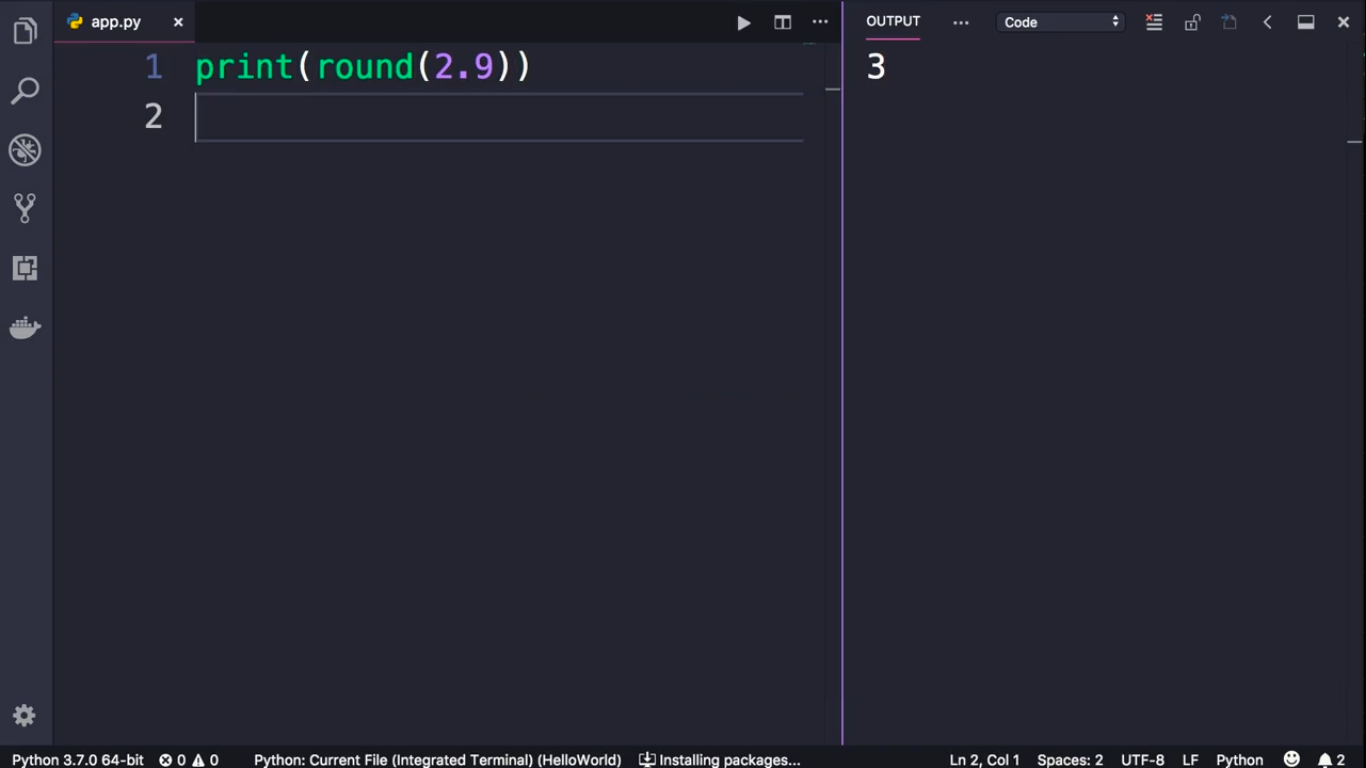 app.py
OUTPUT
Code
1 print(round(2.9))
2
3
Python 3.7.0 64-bit 0 0 Python: Current File (Integrated Terminal) (HelloWorld) Installing packages... Ln 2, Col 1 Spaces: 2 UTF-8 LF Python 2